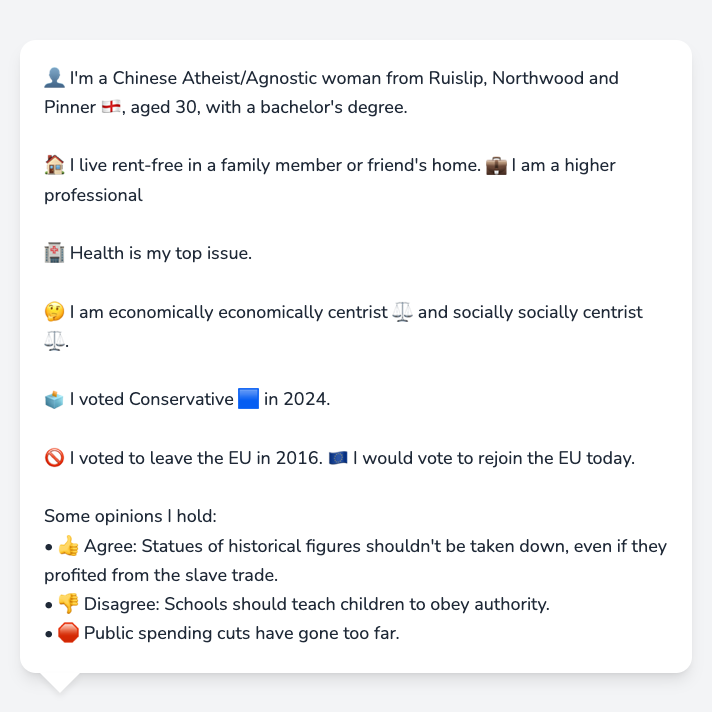 👤 I'm a Chinese Atheist/Agnostic woman from Ruislip, Northwood and
Pinner 🏴󠁧󠁢󠁥󠁮󠁧󠁿, aged 30, with a bachelor's degree.
🏠 I live rent-free in a family member or friend's home. 💼 I am a higher
professional
🏥 Health is my top issue.
🤔 I am economically economically centrist ⚖️ and socially socially centrist
⚖️.
🗳️ I voted Conservative 🟦 in 2024.
🚫 I voted to leave the EU in 2016. 🇪🇺 I would vote to rejoin the EU today.
Some opinions I hold:
• 👍 Agree: Statues of historical figures shouldn't be taken down, even if they
profited from the slave trade.
• 👎 Disagree: Schools should teach children to obey authority.
• 🛑 Public spending cuts have gone too far.